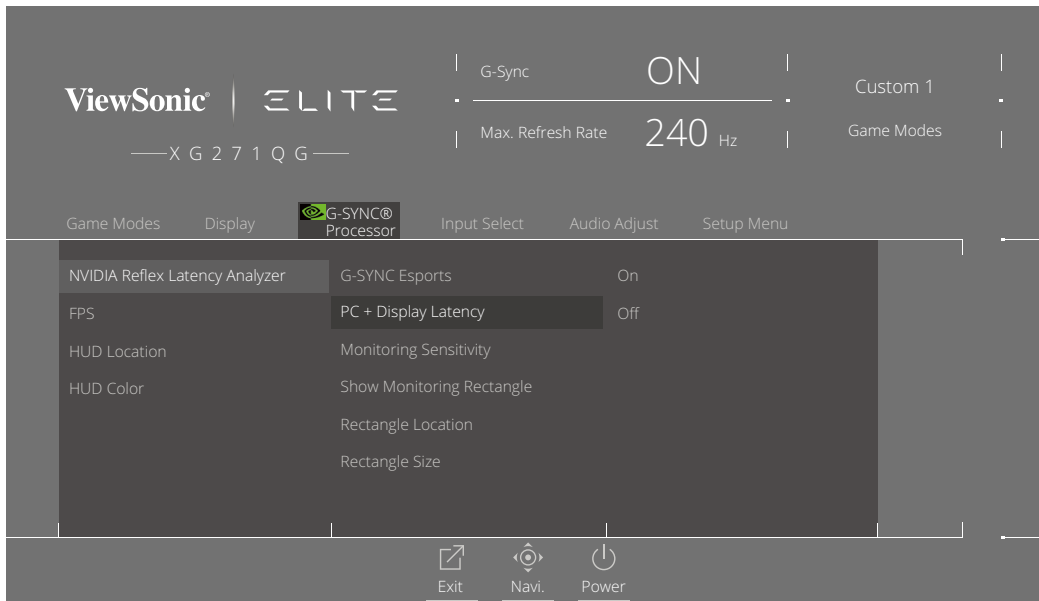 ViewSonic® ELITE
XG271QG
G-Sync ON
Max. Refresh Rate 240 Hz
Custom 1
Game Modes
Game Modes
Display
G-SYNC®
Processor
Input Select
Audio Adjust
Setup Menu
NVIDIA Reflex Latency Analyzer
FPS
HUD Location
HUD Color
G-SYNC Esports
PC + Display Latency
Monitoring Sensitivity
Show Monitoring Rectangle
Rectangle Location
Rectangle Size
On
Off
Exit
Navi.
Power